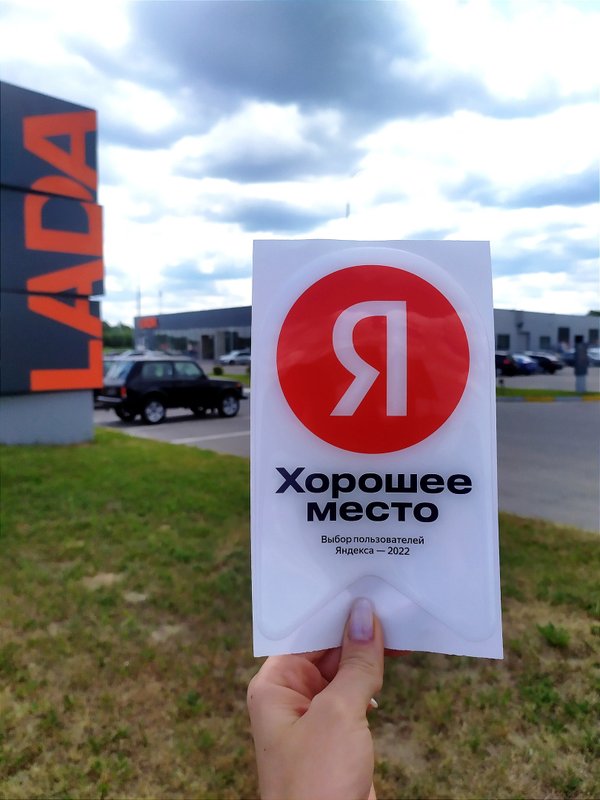 LADA
Я
Хорошее
место
Выбор пользователей
Яндекса — 2022